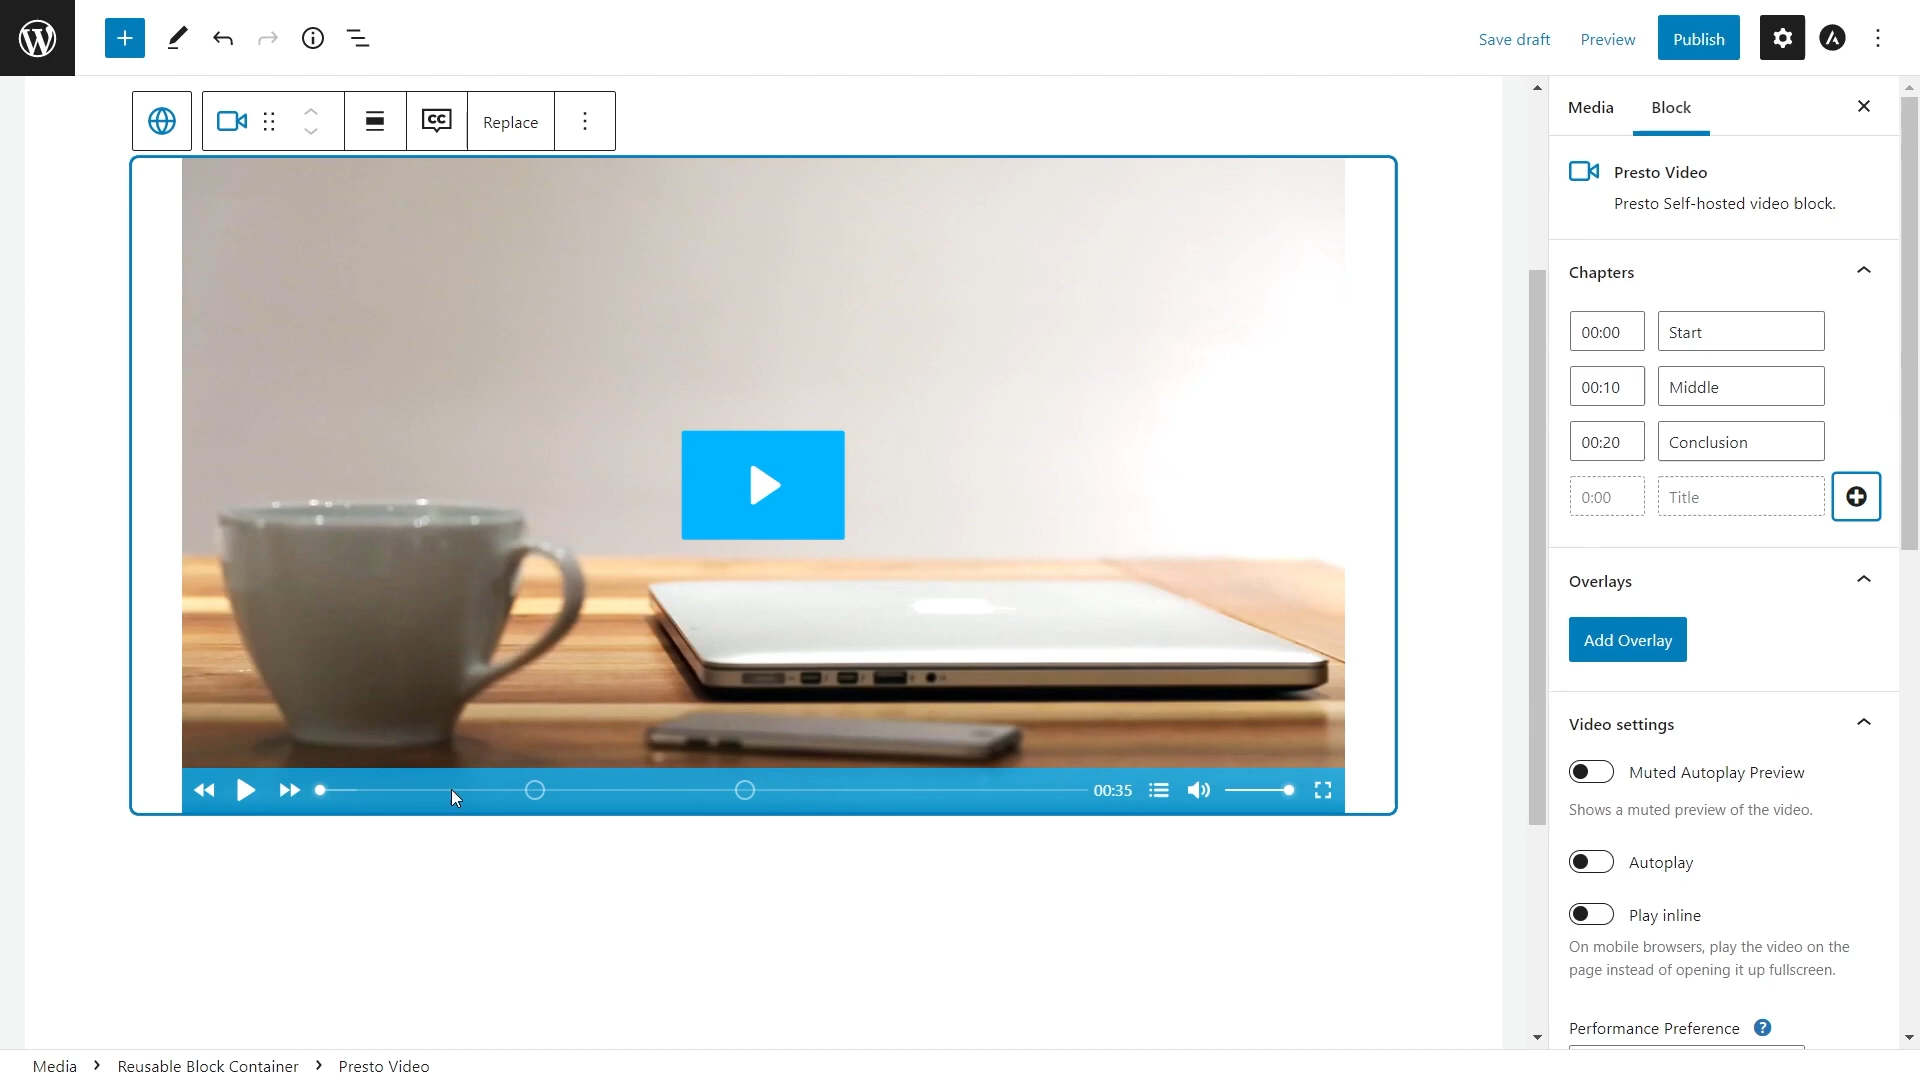 Save draft
Preview
Publish
CC
Replace
Media
Block
Presto Video
Presto Self-hosted video block.
Chapters
00:00 Start
00:10 Middle
00:20 Conclusion
0:00 Title
Overlays
Add Overlay
Video settings
Muted Autoplay Preview
Shows a muted preview of the video.
Autoplay
Play inline
On mobile browsers, play the video on the
page instead of opening it up fullscreen.
Performance Preference ?
00:35
Media > Reusable Block Container > Presto Video